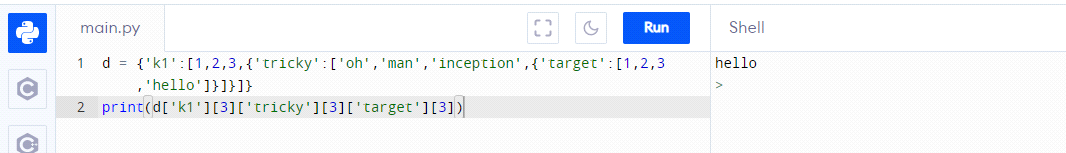 main.py
Run
Shell
1 d = {'k1':[1,2,3,{'tricky':['oh','man','inception',{'target':[1,2,3
,'hello']}]}]}
2 print(d['k1'][3]['tricky'][3]['target'][3])
hello
>